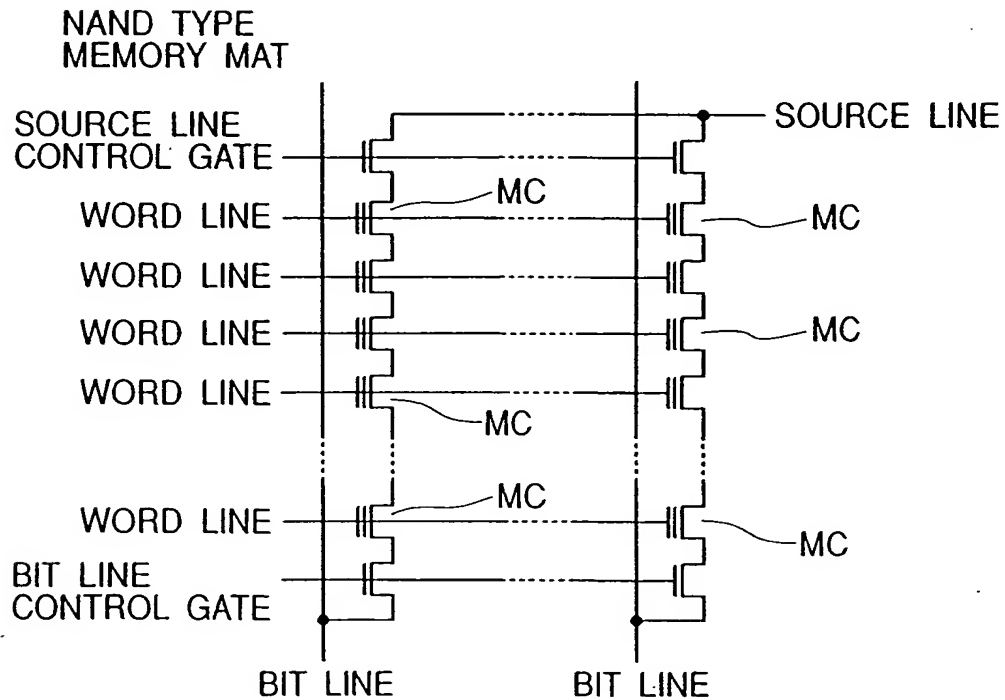 NAND TYPE
MEMORY MAT
SOURCE LINE
SOURCE LINE
CONTROL GATE
MC
WORD LINE
MC
WORD LINE
WORD LINE
MC
WORD LINE
MC
MC
WORD LINE
MC
BIT LINE
CONTROL GATE
BIT LINE
BIT LINE